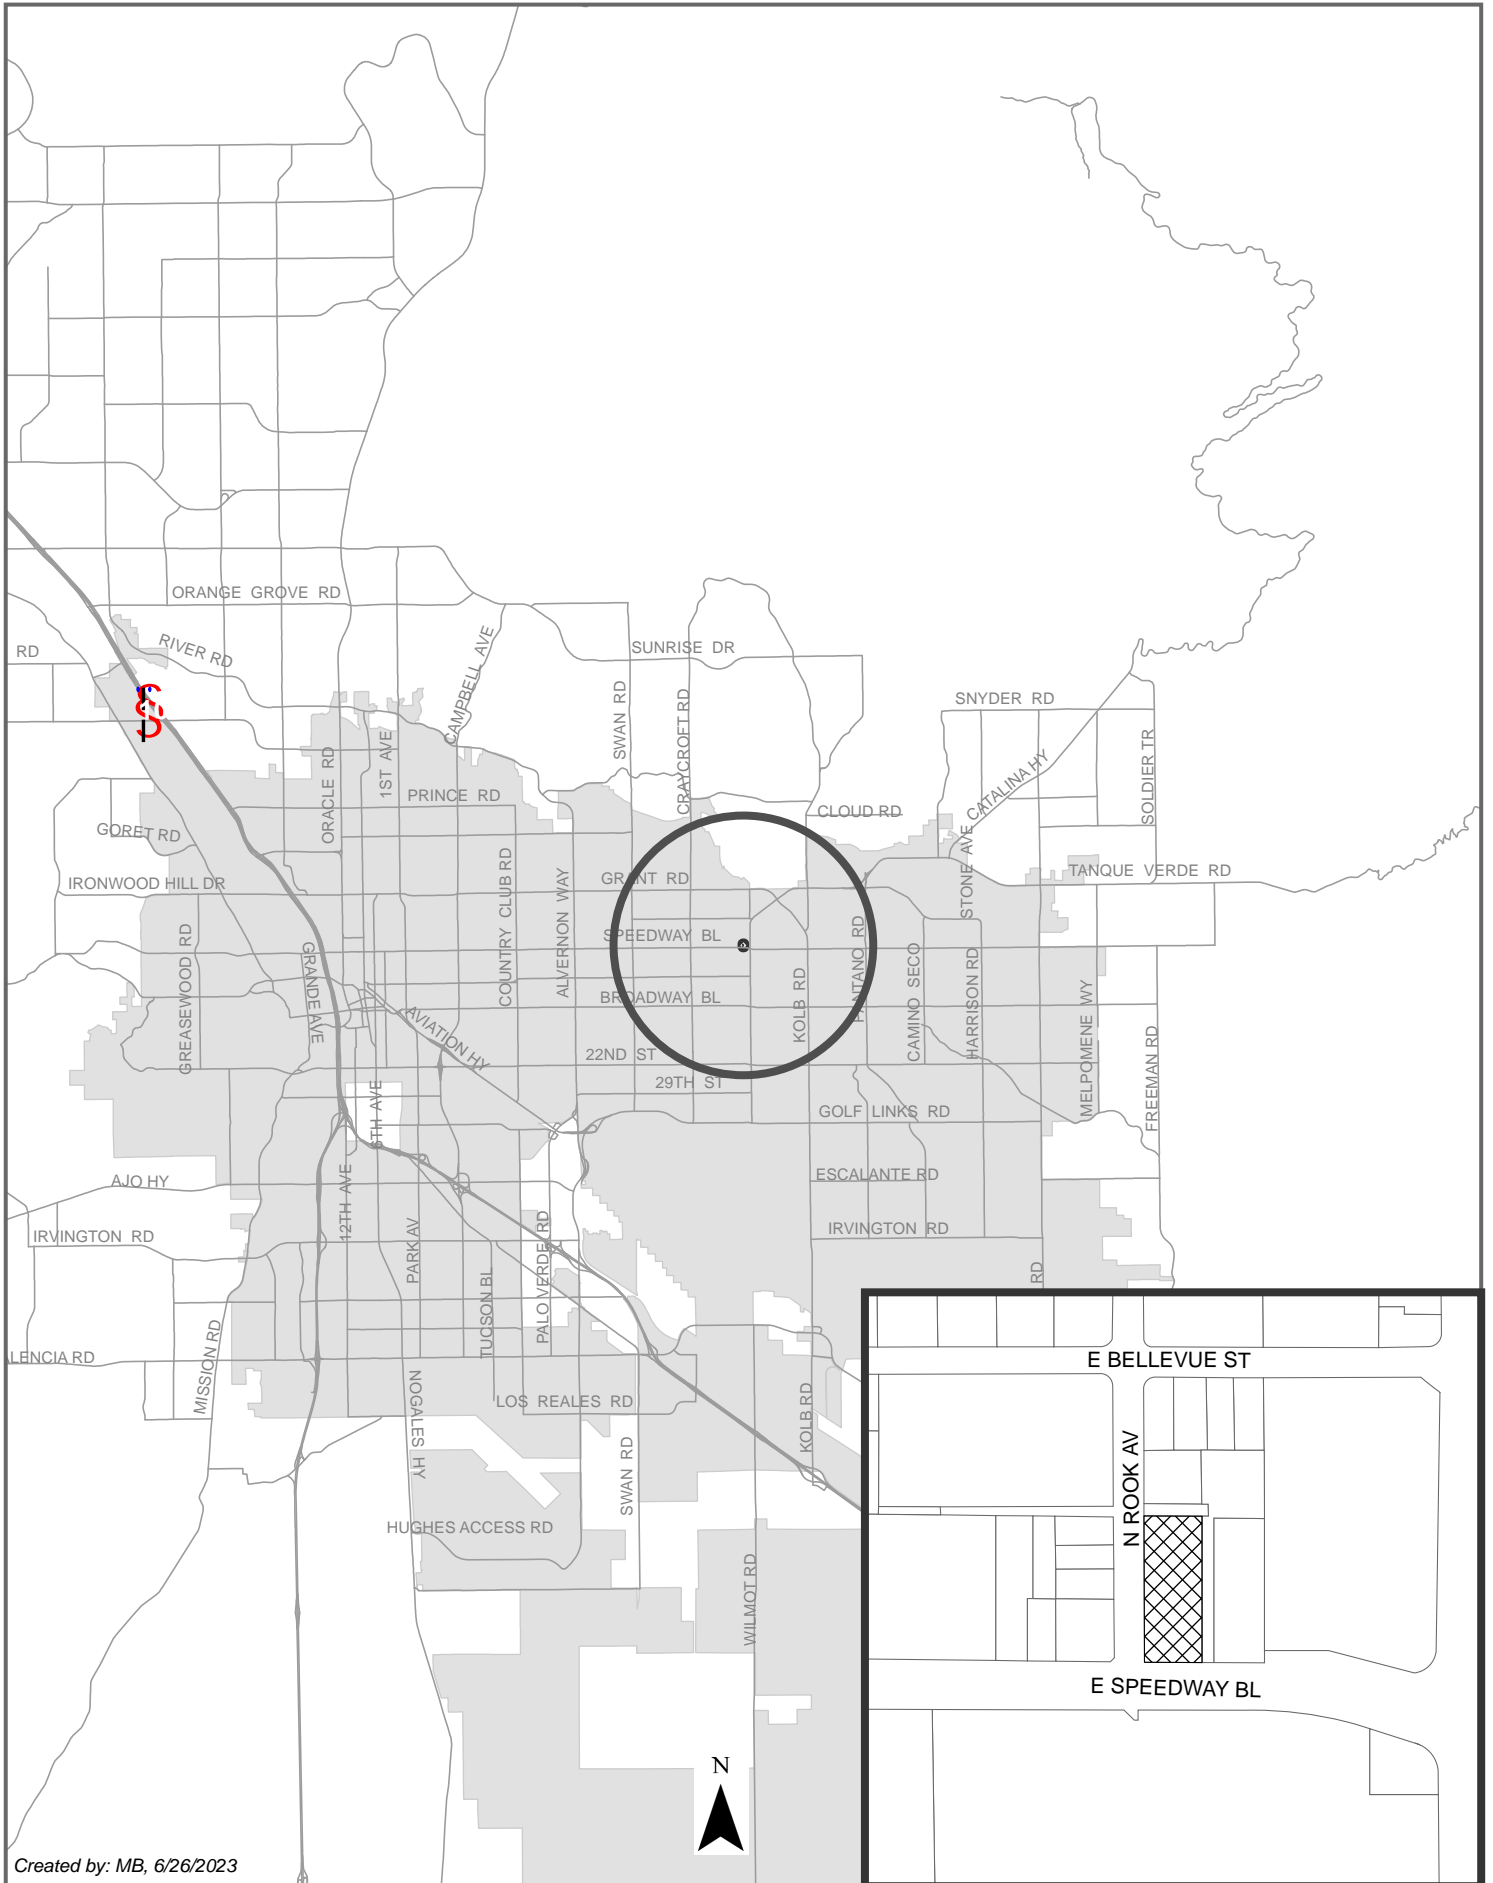 ORANGE GROVE RD
RIVER RD
RD
SUNRISE DR
CAMPBELL AVE
SWAN RD
CRAYCROFT RD
SNYDER RD
CATALINA HY
SOLDIER TR
ORACLE RD
1ST AVE
PRINCE RD
CLOUD RD
GORET RD
IRONWOOD HILL DR
GRANT RD
STONE AVE
TANQUE VERDE RD
COUNTRY CLUB RD
ALVERNON WAY
SPEEDWAY BL
GREASEWOOD RD
GRANDE AVE
BROADWAY BL
KOLB RD
PANTANO RD
CAMINO SECO
HARRISON RD
MELPOMENE WY
FREEMAN RD
AVIATION HY
22ND ST
29TH ST
6TH AVE
GOLF LINKS RD
AJO HY
12TH AVE
ESCALANTE RD
IRVINGTON RD
PARK AV
PALO VERDE RD
IRVINGTON RD
RD
TUCSON BL
LENCIA RD
MISSION RD
NOGALES HY
LOS REALES RD
SWAN RD
KOLB RD
HUGHES ACCESS RD
WILMOT RD
E BELLEVUE ST
N ROOK AV
E SPEEDWAY BL
N
Created by: MB, 6/26/2023